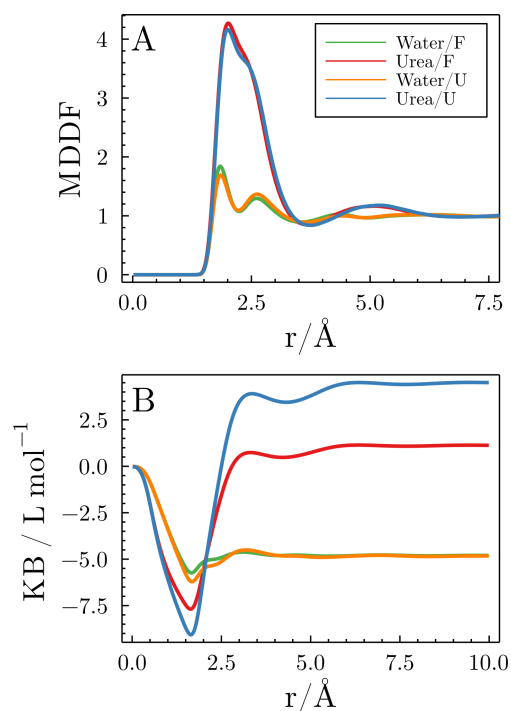 A
MDDF
4
3
2
1
0
Water/F
Urea/F
Water/U
Urea/U
0.0 2.5 5.0 7.5
r/Å
B
KB / L mol⁻¹
2.5
0.0
−2.5
−5.0
−7.5
0.0 2.5 5.0 7.5 10.0
r/Å